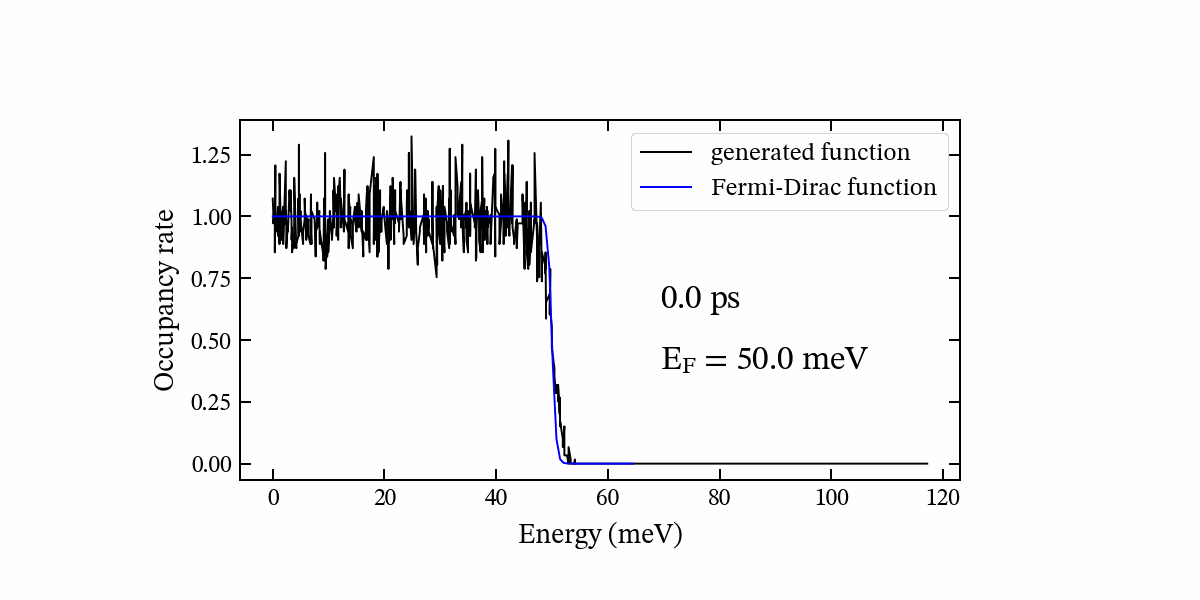 generated function
Fermi-Dirac function
1.25
1.00
0.75
0.50
0.25
0.00
Occupancy rate
0.0 ps
E_F = 50.0 meV
0 20 40 60 80 100 120
Energy (meV)